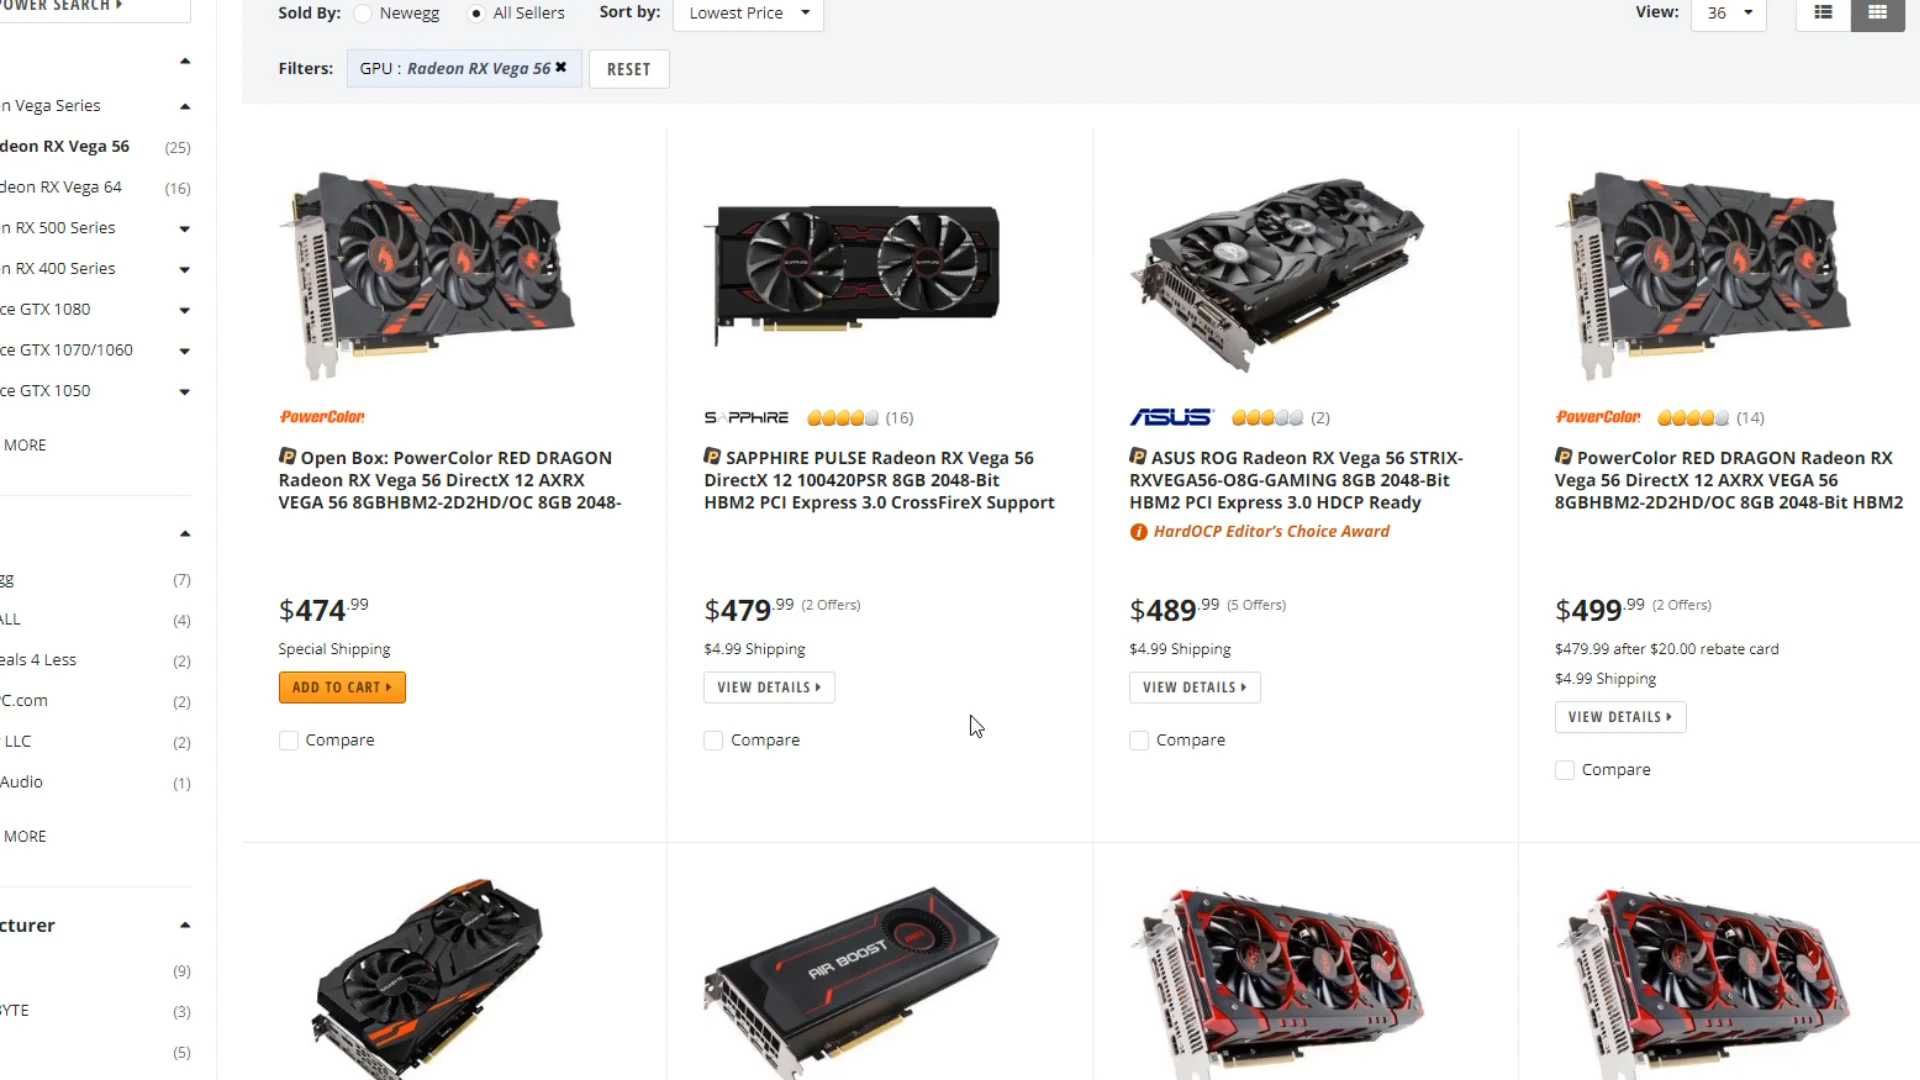 POWER SEARCH
Sold By: Newegg All Sellers Sort by: Lowest Price View: 36
Filters: GPU : Radeon RX Vega 56 RESET
n Vega Series
deon RX Vega 56 (25)
deon RX Vega 64 (16)
n RX 500 Series
n RX 400 Series
ce GTX 1080
ce GTX 1070/1060
ce GTX 1050
MORE
gg (7)
ALL (4)
eals 4 Less (2)
PC.com (2)
LLC (2)
Audio (1)
MORE
cturer
(9)
BYTE (3)
(5)
PowerColor
Open Box: PowerColor RED DRAGON
Radeon RX Vega 56 DirectX 12 AXRX
VEGA 56 8GBHBM2-2D2HD/OC 8GB 2048-
$474.99
Special Shipping
ADD TO CART
Compare
SAPPHIRE (16)
SAPPHIRE PULSE Radeon RX Vega 56
DirectX 12 100420PSR 8GB 2048-Bit
HBM2 PCI Express 3.0 CrossFireX Support
$479.99 (2 Offers)
$4.99 Shipping
VIEW DETAILS
Compare
ASUS (2)
ASUS ROG Radeon RX Vega 56 STRIX-
RXVEGA56-O8G-GAMING 8GB 2048-Bit
HBM2 PCI Express 3.0 HDCP Ready
HardOCP Editor's Choice Award
$489.99 (5 Offers)
$4.99 Shipping
VIEW DETAILS
Compare
PowerColor (14)
PowerColor RED DRAGON Radeon RX
Vega 56 DirectX 12 AXRX VEGA 56
8GBHBM2-2D2HD/OC 8GB 2048-Bit HBM2
$499.99 (2 Offers)
$479.99 after $20.00 rebate card
$4.99 Shipping
VIEW DETAILS
Compare
AIR BOOST